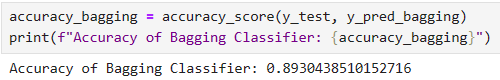 accuracy_bagging = accuracy_score(y_test, y_pred_bagging)
print(f"Accuracy of Bagging Classifier: {accuracy_bagging}")
Accuracy of Bagging Classifier: 0.8930438510152716